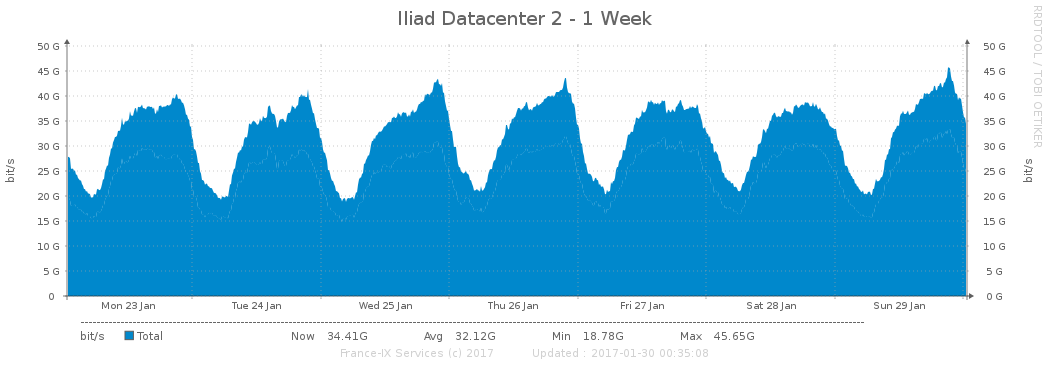 Iliad Datacenter 2 - 1 Week
RRDTOOL / TOBI OETIKER
bit/s
50 G 50 G
45 G 45 G
40 G 40 G
35 G 35 G
30 G 30 G
25 G 25 G
20 G 20 G
15 G 15 G
10 G 10 G
5 G 5 G
0 0 G
bit/s
Mon 23 Jan Tue 24 Jan Wed 25 Jan Thu 26 Jan Fri 27 Jan Sat 28 Jan Sun 29 Jan
bit/s Total Now 34.41G Avg 32.12G Min 18.78G Max 45.65G
France-IX Services (c) 2017 Updated : 2017-01-30 00:35:08